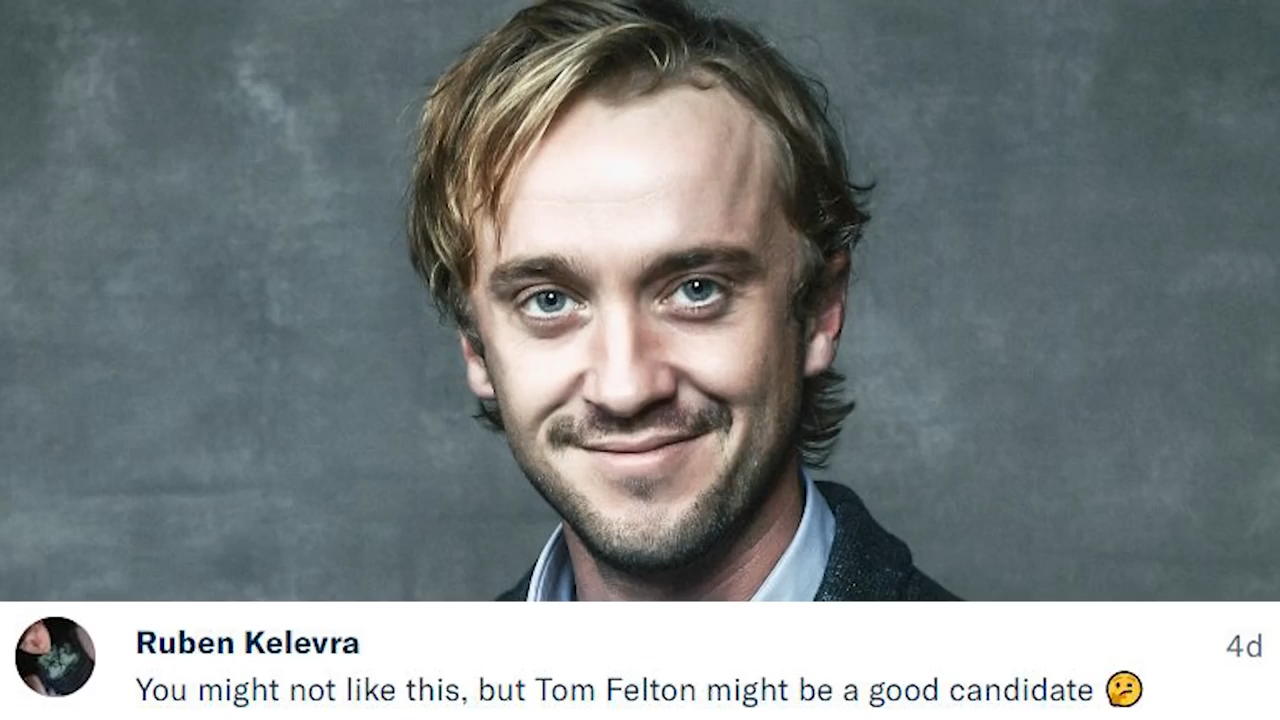 Ruben Kelevra
4d
You might not like this, but Tom Felton might be a good candidate 🤔